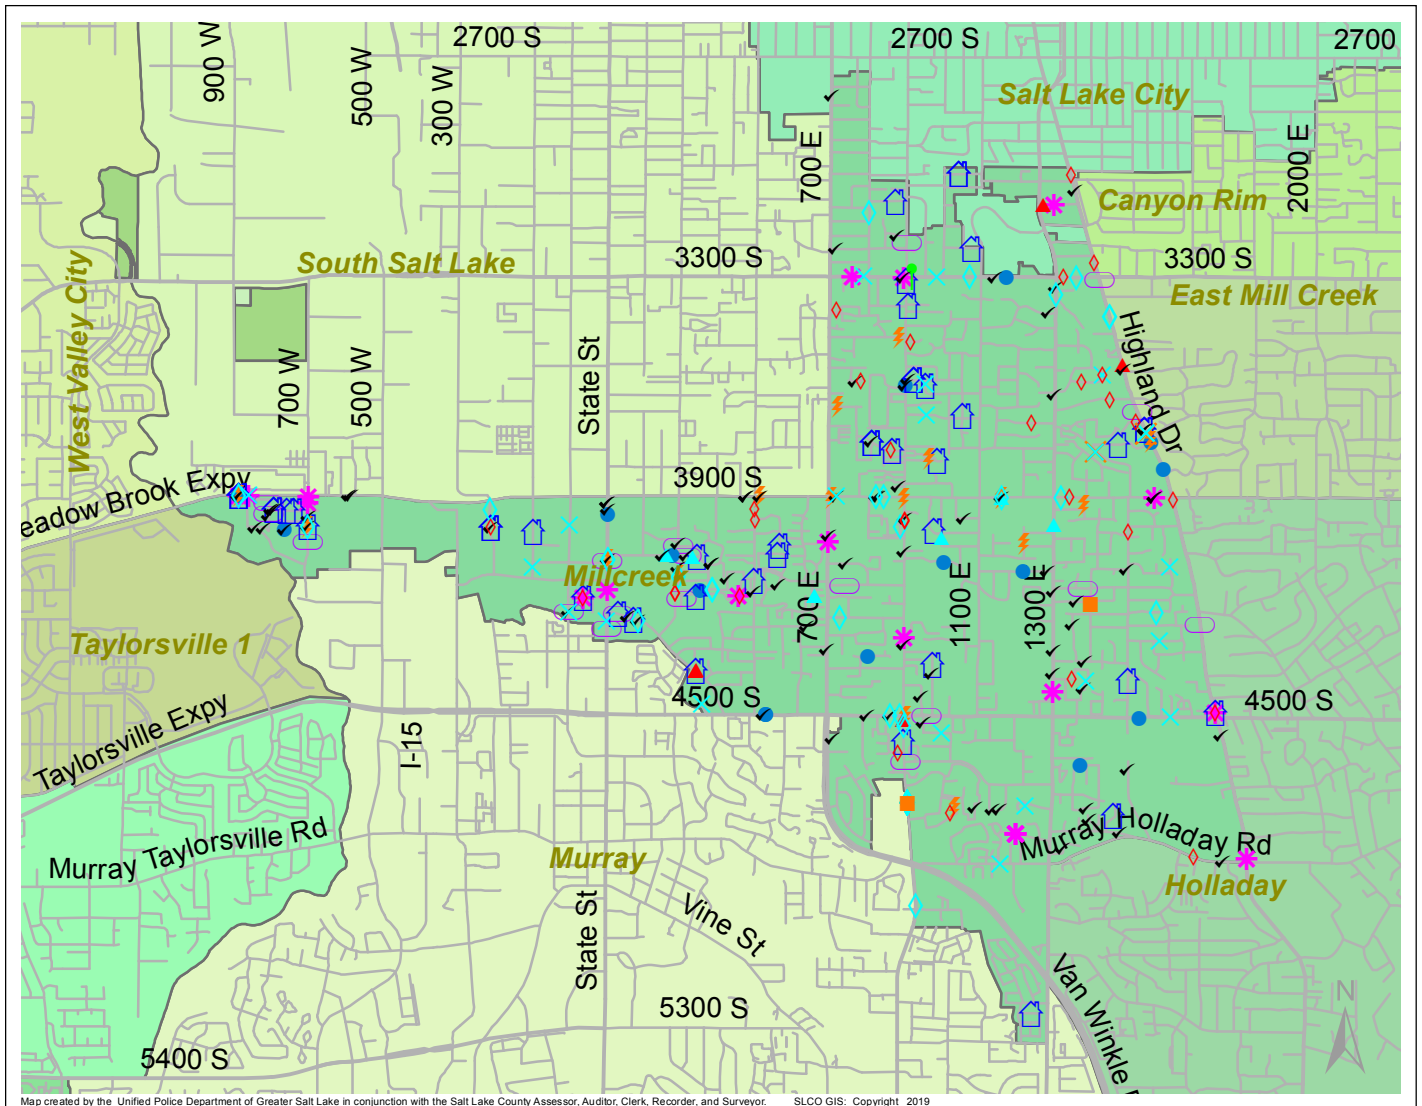 2700 S
2700 S
2700
900 W
500 W
300 W
Salt Lake City
700 E
2000 E
Canyon Rim
South Salt Lake
3300 S
3300 S
East Mill Creek
West Valley City
Highland Dr
State St
700 W
500 W
3900 S
eadow Brook Expy
Millcreek
700 E
1100 E
1300 E
Taylorsville 1
4500 S
4500 S
Taylorsville Expy
I-15
Murray Taylorsville Rd
Murray Holladay Rd
Murray
Holladay
State St
Vine St
Van Winkle
N
5300 S
5400 S
Map created by the Unified Police Department of Greater Salt Lake in conjunction with the Salt Lake County Assessor, Auditor, Clerk, Recorder, and Surveyor. SLCO GIS: Copyright 2019